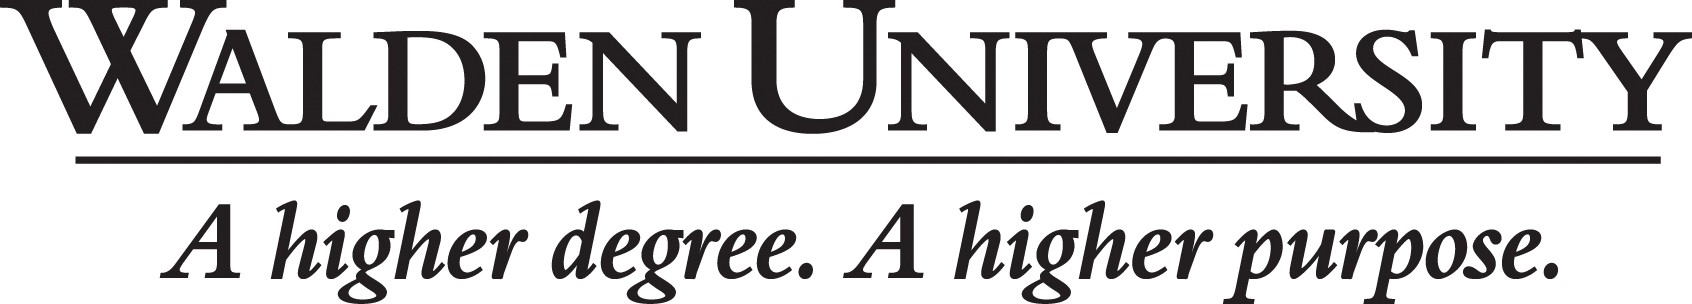 WALDEN UNIVERSITY
A higher degree. A higher purpose.